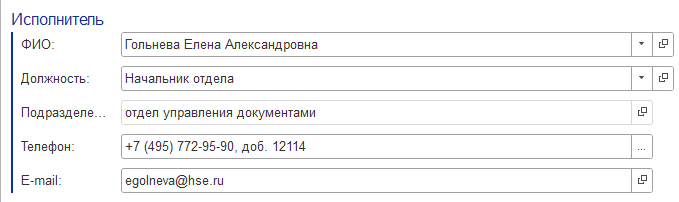 Исполнитель
ФИО: Гольнева Елена Александровна
Должность: Начальник отдела
Подразделе... отдел управления документами
Телефон: +7 (495) 772-95-90, доб. 12114 ...
E-mail: egolneva@hse.ru